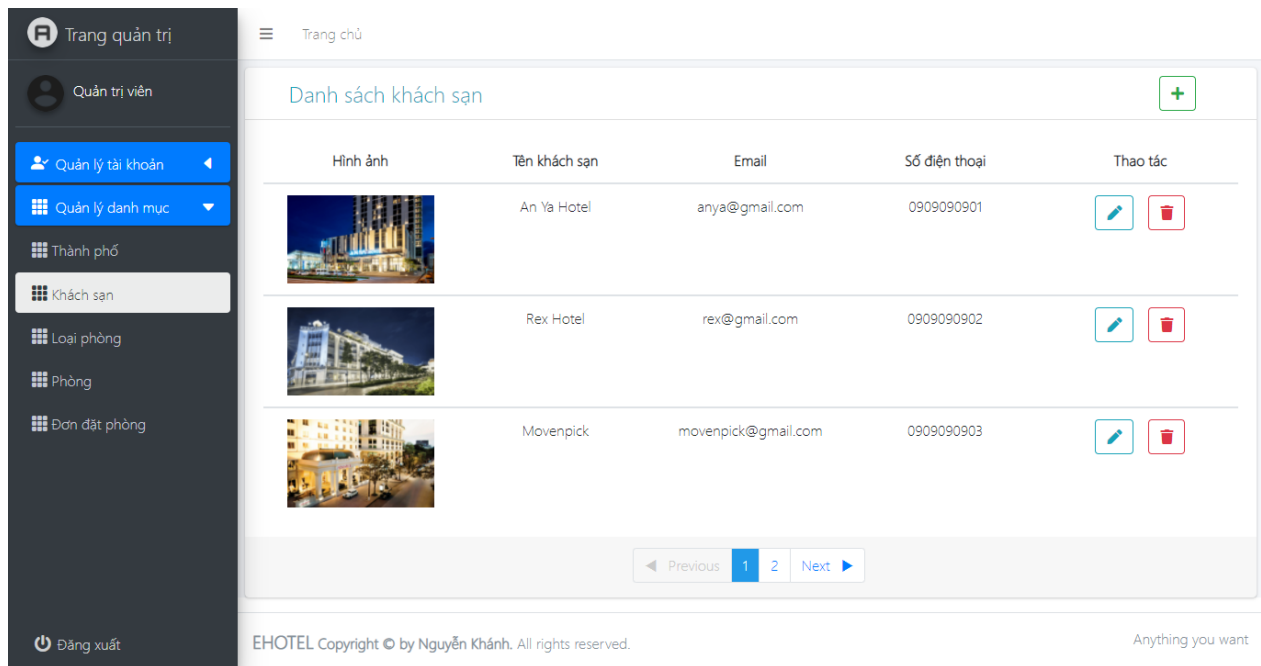 Trang quản trị
Trang chủ
Quản trị viên
Quản lý tài khoản
Quản lý danh mục
Thành phố
Khách sạn
Loại phòng
Phòng
Đơn đặt phòng
Đăng xuất
Danh sách khách sạn
Hình ảnh Tên khách sạn Email Số điện thoại Thao tác
An Ya Hotel anya@gmail.com 0909090901
Rex Hotel rex@gmail.com 0909090902
Movenpick movenpick@gmail.com 0909090903
Previous 1 2 Next
EHOTEL Copyright © by Nguyễn Khánh. All rights reserved. Anything you want